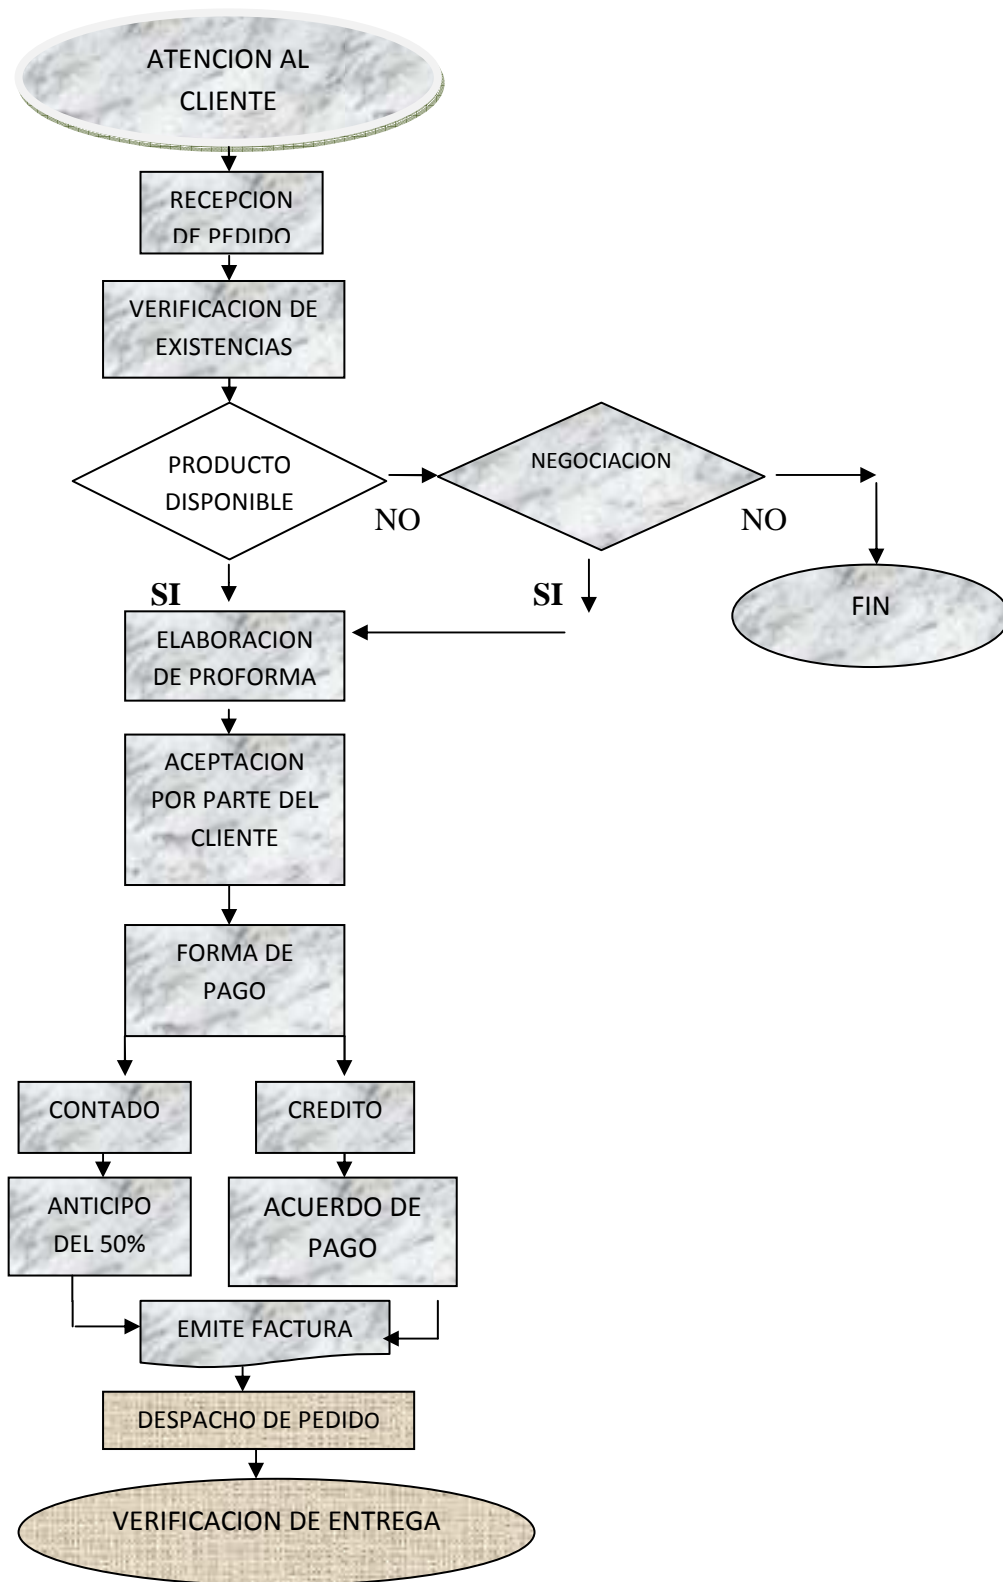 ATENCION AL
CLIENTE
RECEPCION
DE PEDIDO
VERIFICACION DE
EXISTENCIAS
PRODUCTO
DISPONIBLE
NO
NEGOCIACION
NO
FIN
SI
SI
ELABORACION
DE PROFORMA
ACEPTACION
POR PARTE DEL
CLIENTE
FORMA DE
PAGO
CONTADO
CREDITO
ANTICIPO
DEL 50%
ACUERDO DE
PAGO
EMITE FACTURA
DESPACHO DE PEDIDO
VERIFICACION DE ENTREGA